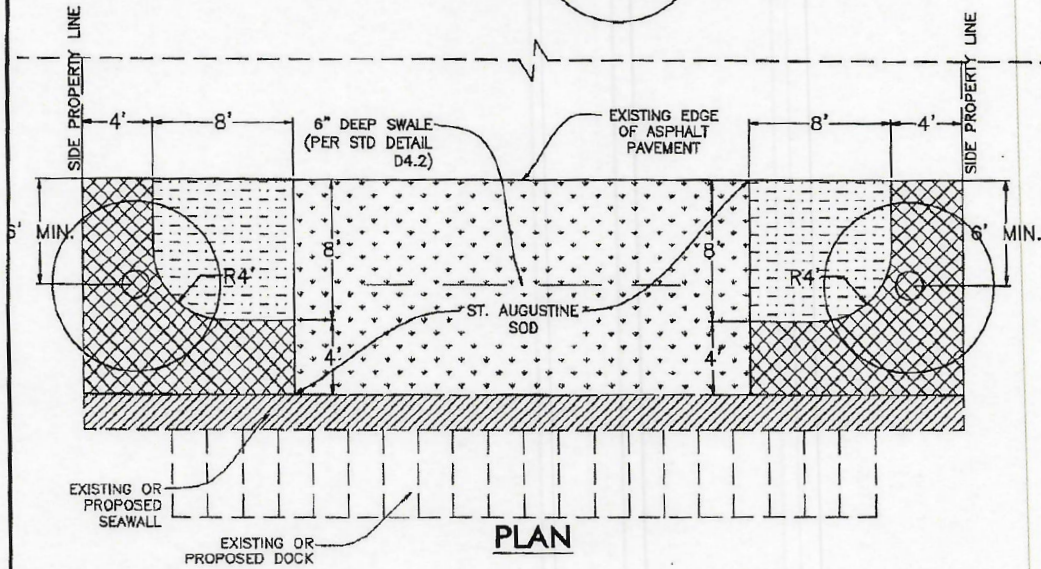 SIDE PROPERTY LINE
SIDE PROPERTY LINE
4'
8'
6" DEEP SWALE
(PER STD DETAIL
D4.2)
EXISTING EDGE
OF ASPHALT
PAVEMENT
8'
4'
6' MIN.
8'
8'
6' MIN.
R4'
R4'
ST. AUGUSTINE
SOD
4'
4'
EXISTING OR
PROPOSED
SEAWALL
EXISTING OR
PROPOSED DOCK
PLAN